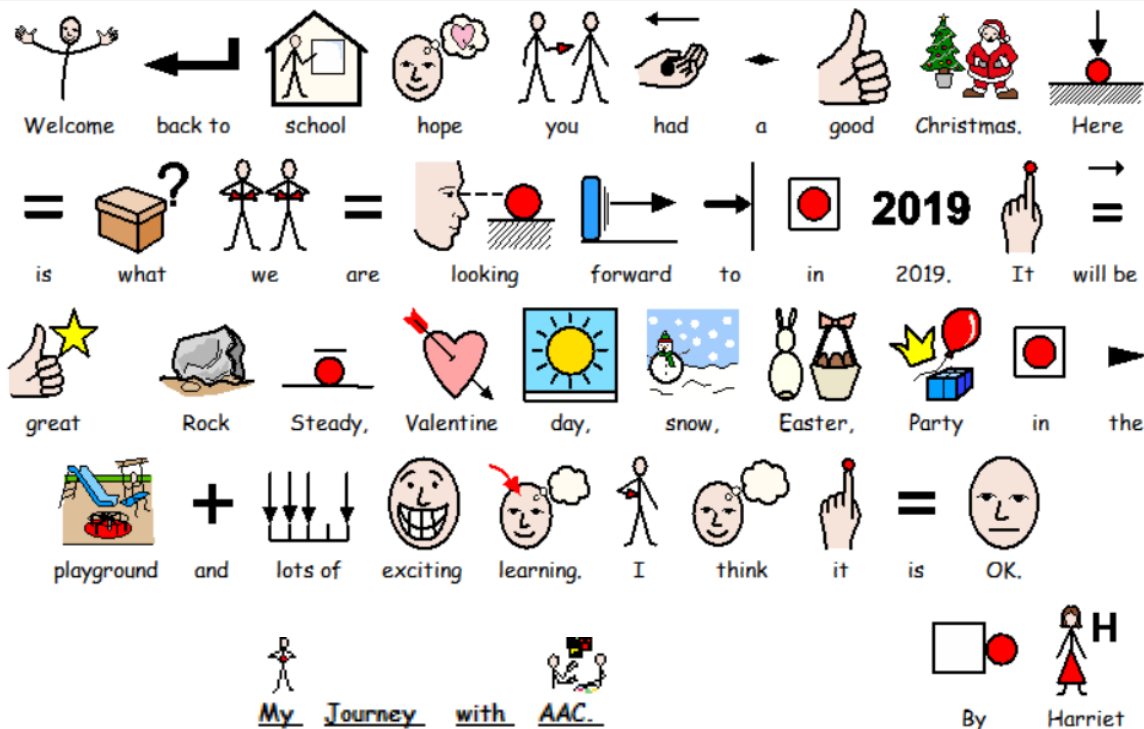 Welcome back to school hope you had a good Christmas. Here
= ? = 2019
is what we are looking forward to in 2019. It will be
great Rock Steady, Valentine day, snow, Easter, Party in the
playground and lots of exciting learning. I think it is OK.
H
By Harriet
My Journey with AAC.